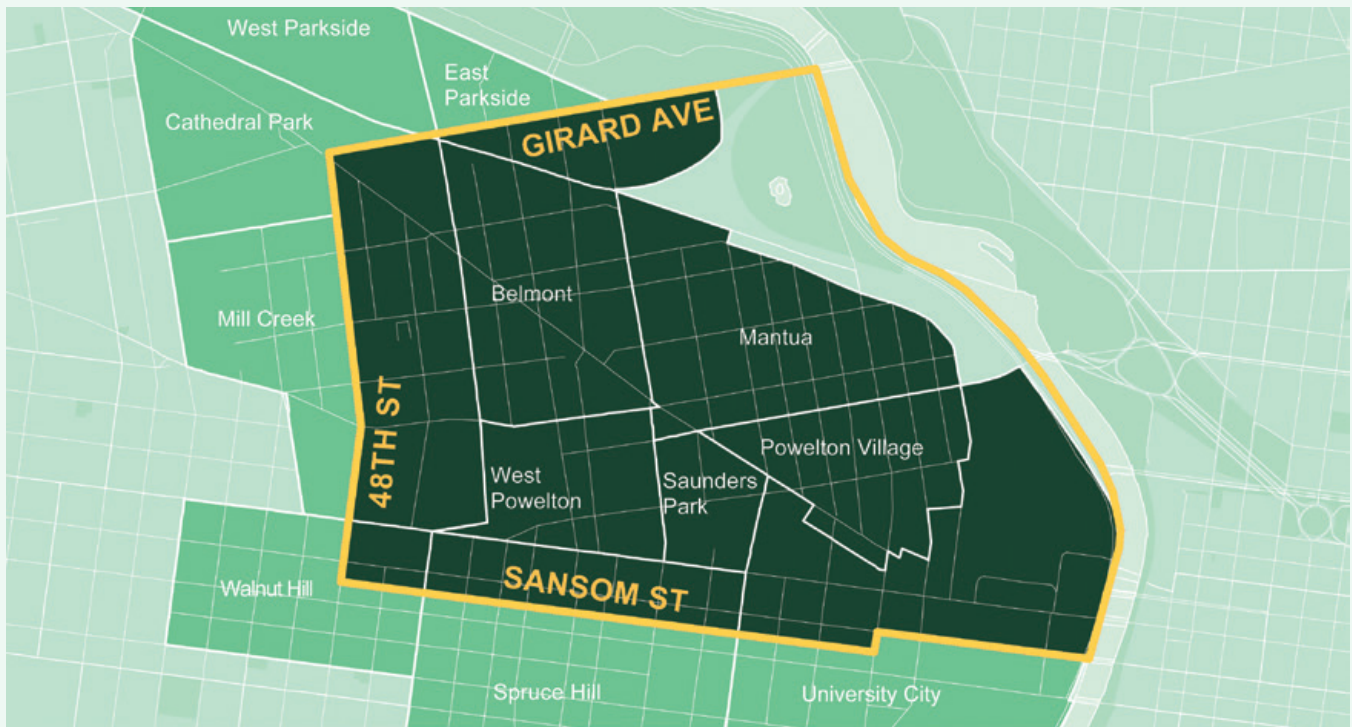 West Parkside
East
Parkside
Cathedral Park
GIRARD AVE
Belmont
Mill Creek
Mantua
48TH ST
Powelton Village
West
Powelton
Saunders
Park
Walnut Hill
SANSOM ST
Spruce Hill
University City